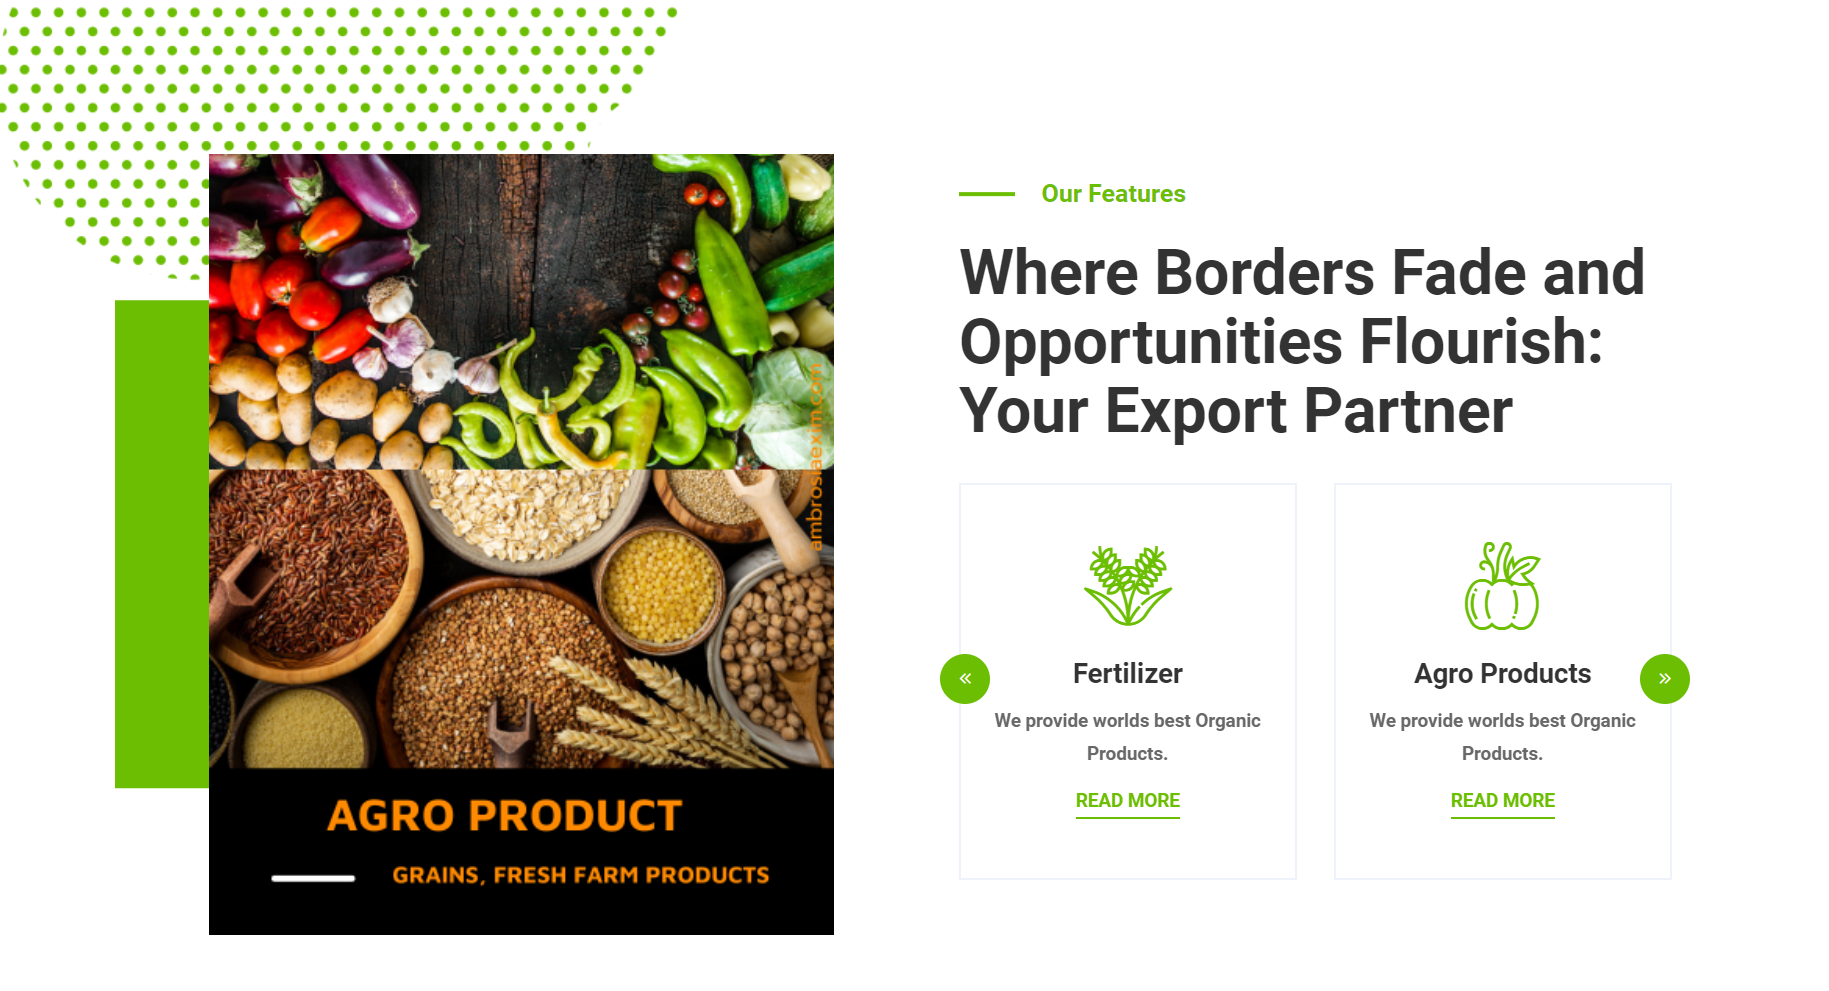 ambrosiaexim.com
AGRO PRODUCT
GRAINS, FRESH FARM PRODUCTS
Our Features
Where Borders Fade and
Opportunities Flourish:
Your Export Partner
Fertilizer
We provide worlds best Organic
Products.
READ MORE
Agro Products
We provide worlds best Organic
Products.
READ MORE